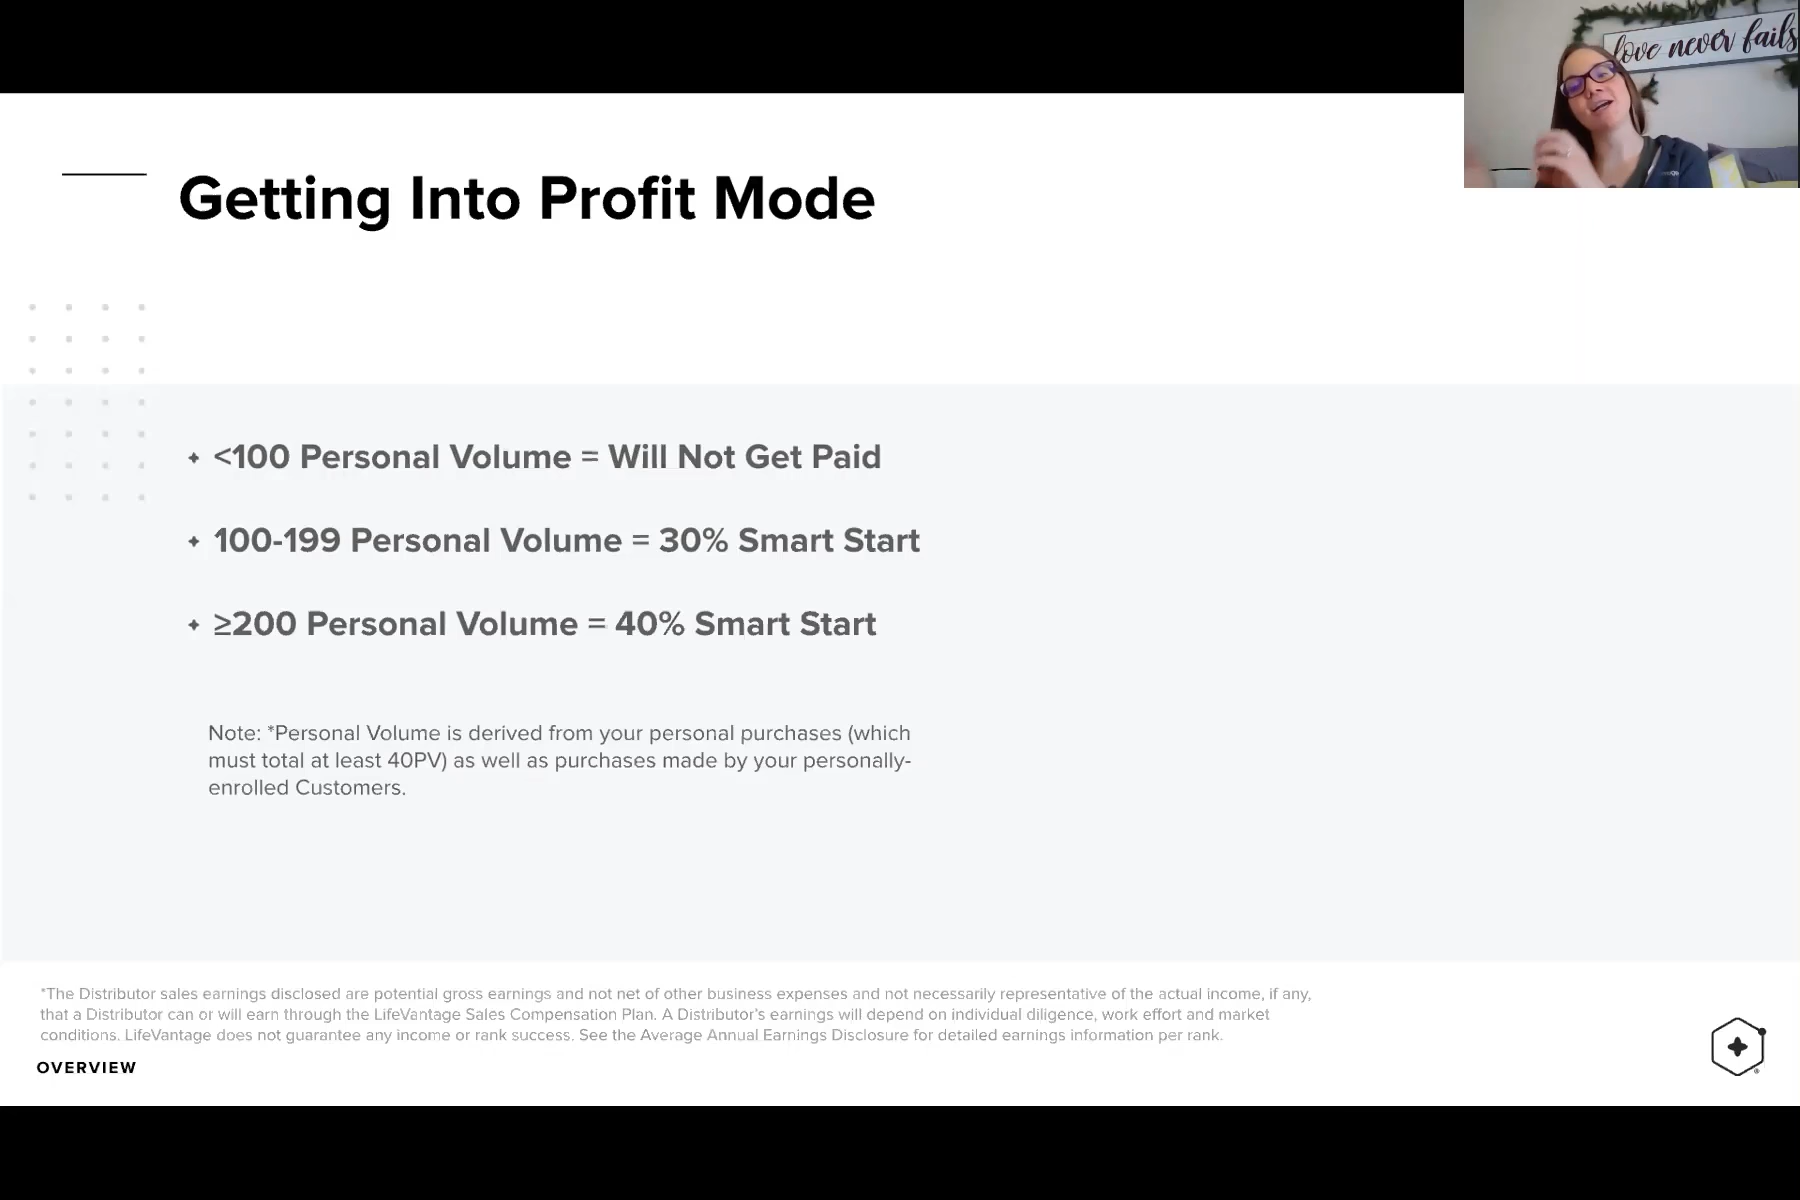 love never fails
Getting Into Profit Mode
<100 Personal Volume = Will Not Get Paid
100-199 Personal Volume = 30% Smart Start
≥200 Personal Volume = 40% Smart Start
Note: *Personal Volume is derived from your personal purchases (which
must total at least 40PV) as well as purchases made by your personally-
enrolled Customers.
*The Distributor sales earnings disclosed are potential gross earnings and not net of other business expenses and not necessarily representative of the actual income, if any,
that a Distributor can or will earn through the LifeVantage Sales Compensation Plan. A Distributor's earnings will depend on individual diligence, work effort and market
conditions. LifeVantage does not guarantee any income or rank success. See the Average Annual Earnings Disclosure for detailed earnings information per rank.
OVERVIEW